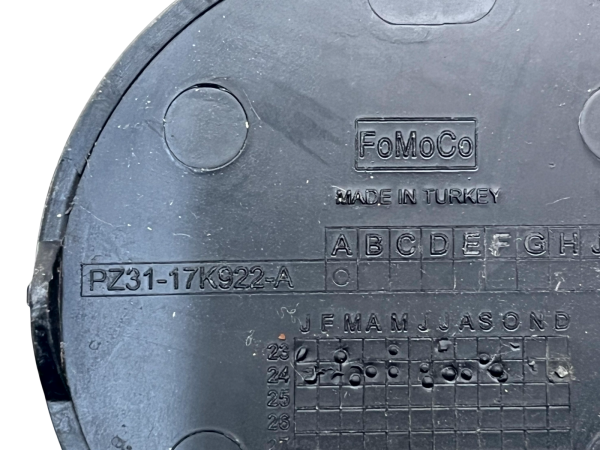 FoMoCo
MADE IN TURKEY
A B C D E F G H J
PZ31-17K922-A
J F M A M J J A S O N D
23
24
25
26